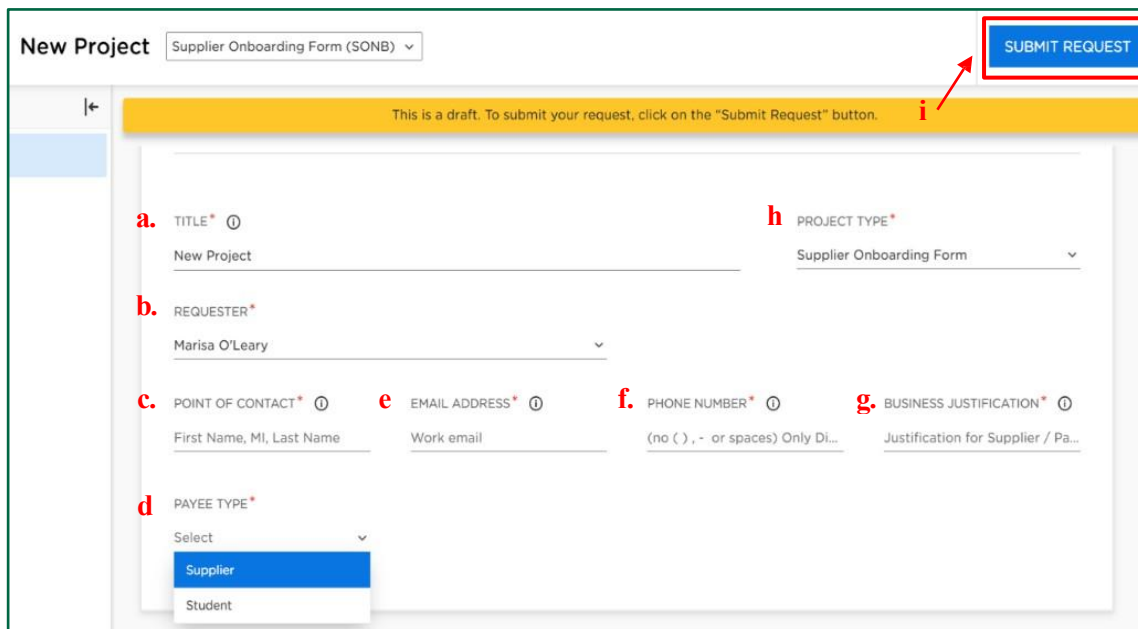 New Project Supplier Onboarding Form (SONB) SUBMIT REQUEST
This is a draft. To submit your request, click on the "Submit Request" button. i
a. TITLE* h PROJECT TYPE*
New Project Supplier Onboarding Form
b. REQUESTER*
Marisa O'Leary
c. POINT OF CONTACT* e EMAIL ADDRESS* f. PHONE NUMBER* g. BUSINESS JUSTIFICATION*
First Name, MI, Last Name Work email (no ( ) , - or spaces) Only Di... Justification for Supplier / Pa...
d PAYEE TYPE*
Select
Supplier
Student